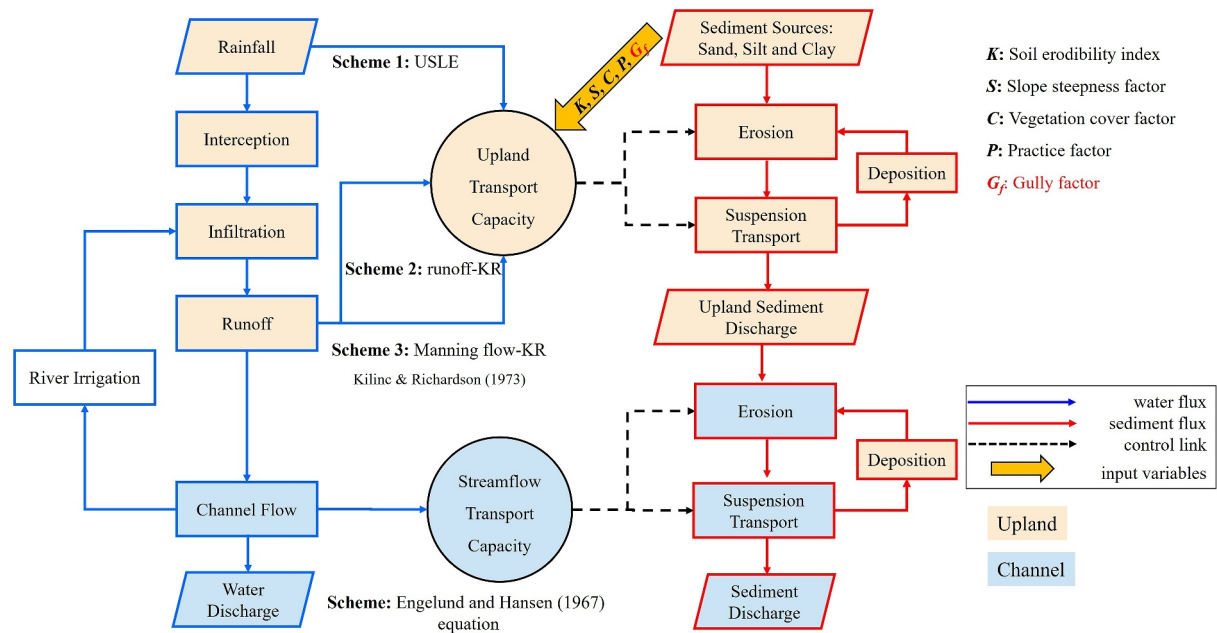 Rainfall
Scheme 1: USLE
Interception
Infiltration
Runoff
River Irrigation
Channel Flow
Water
Discharge
Upland
Transport
Capacity
Scheme 2: runoff-KR
Scheme 3: Manning flow-KR
Kilinc & Richardson (1973)
Streamflow
Transport
Capacity
Scheme: Engelund and Hansen (1967)
equation
K, S, C, P, Gf
Sediment Sources:
Sand, Silt and Clay
Erosion
Deposition
Suspension
Transport
Upland Sediment
Discharge
Erosion
Deposition
Suspension
Transport
Sediment
Discharge
K: Soil erodibility index
S: Slope steepness factor
C: Vegetation cover factor
P: Practice factor
Gf: Gully factor
water flux
sediment flux
control link
input variables
Upland
Channel